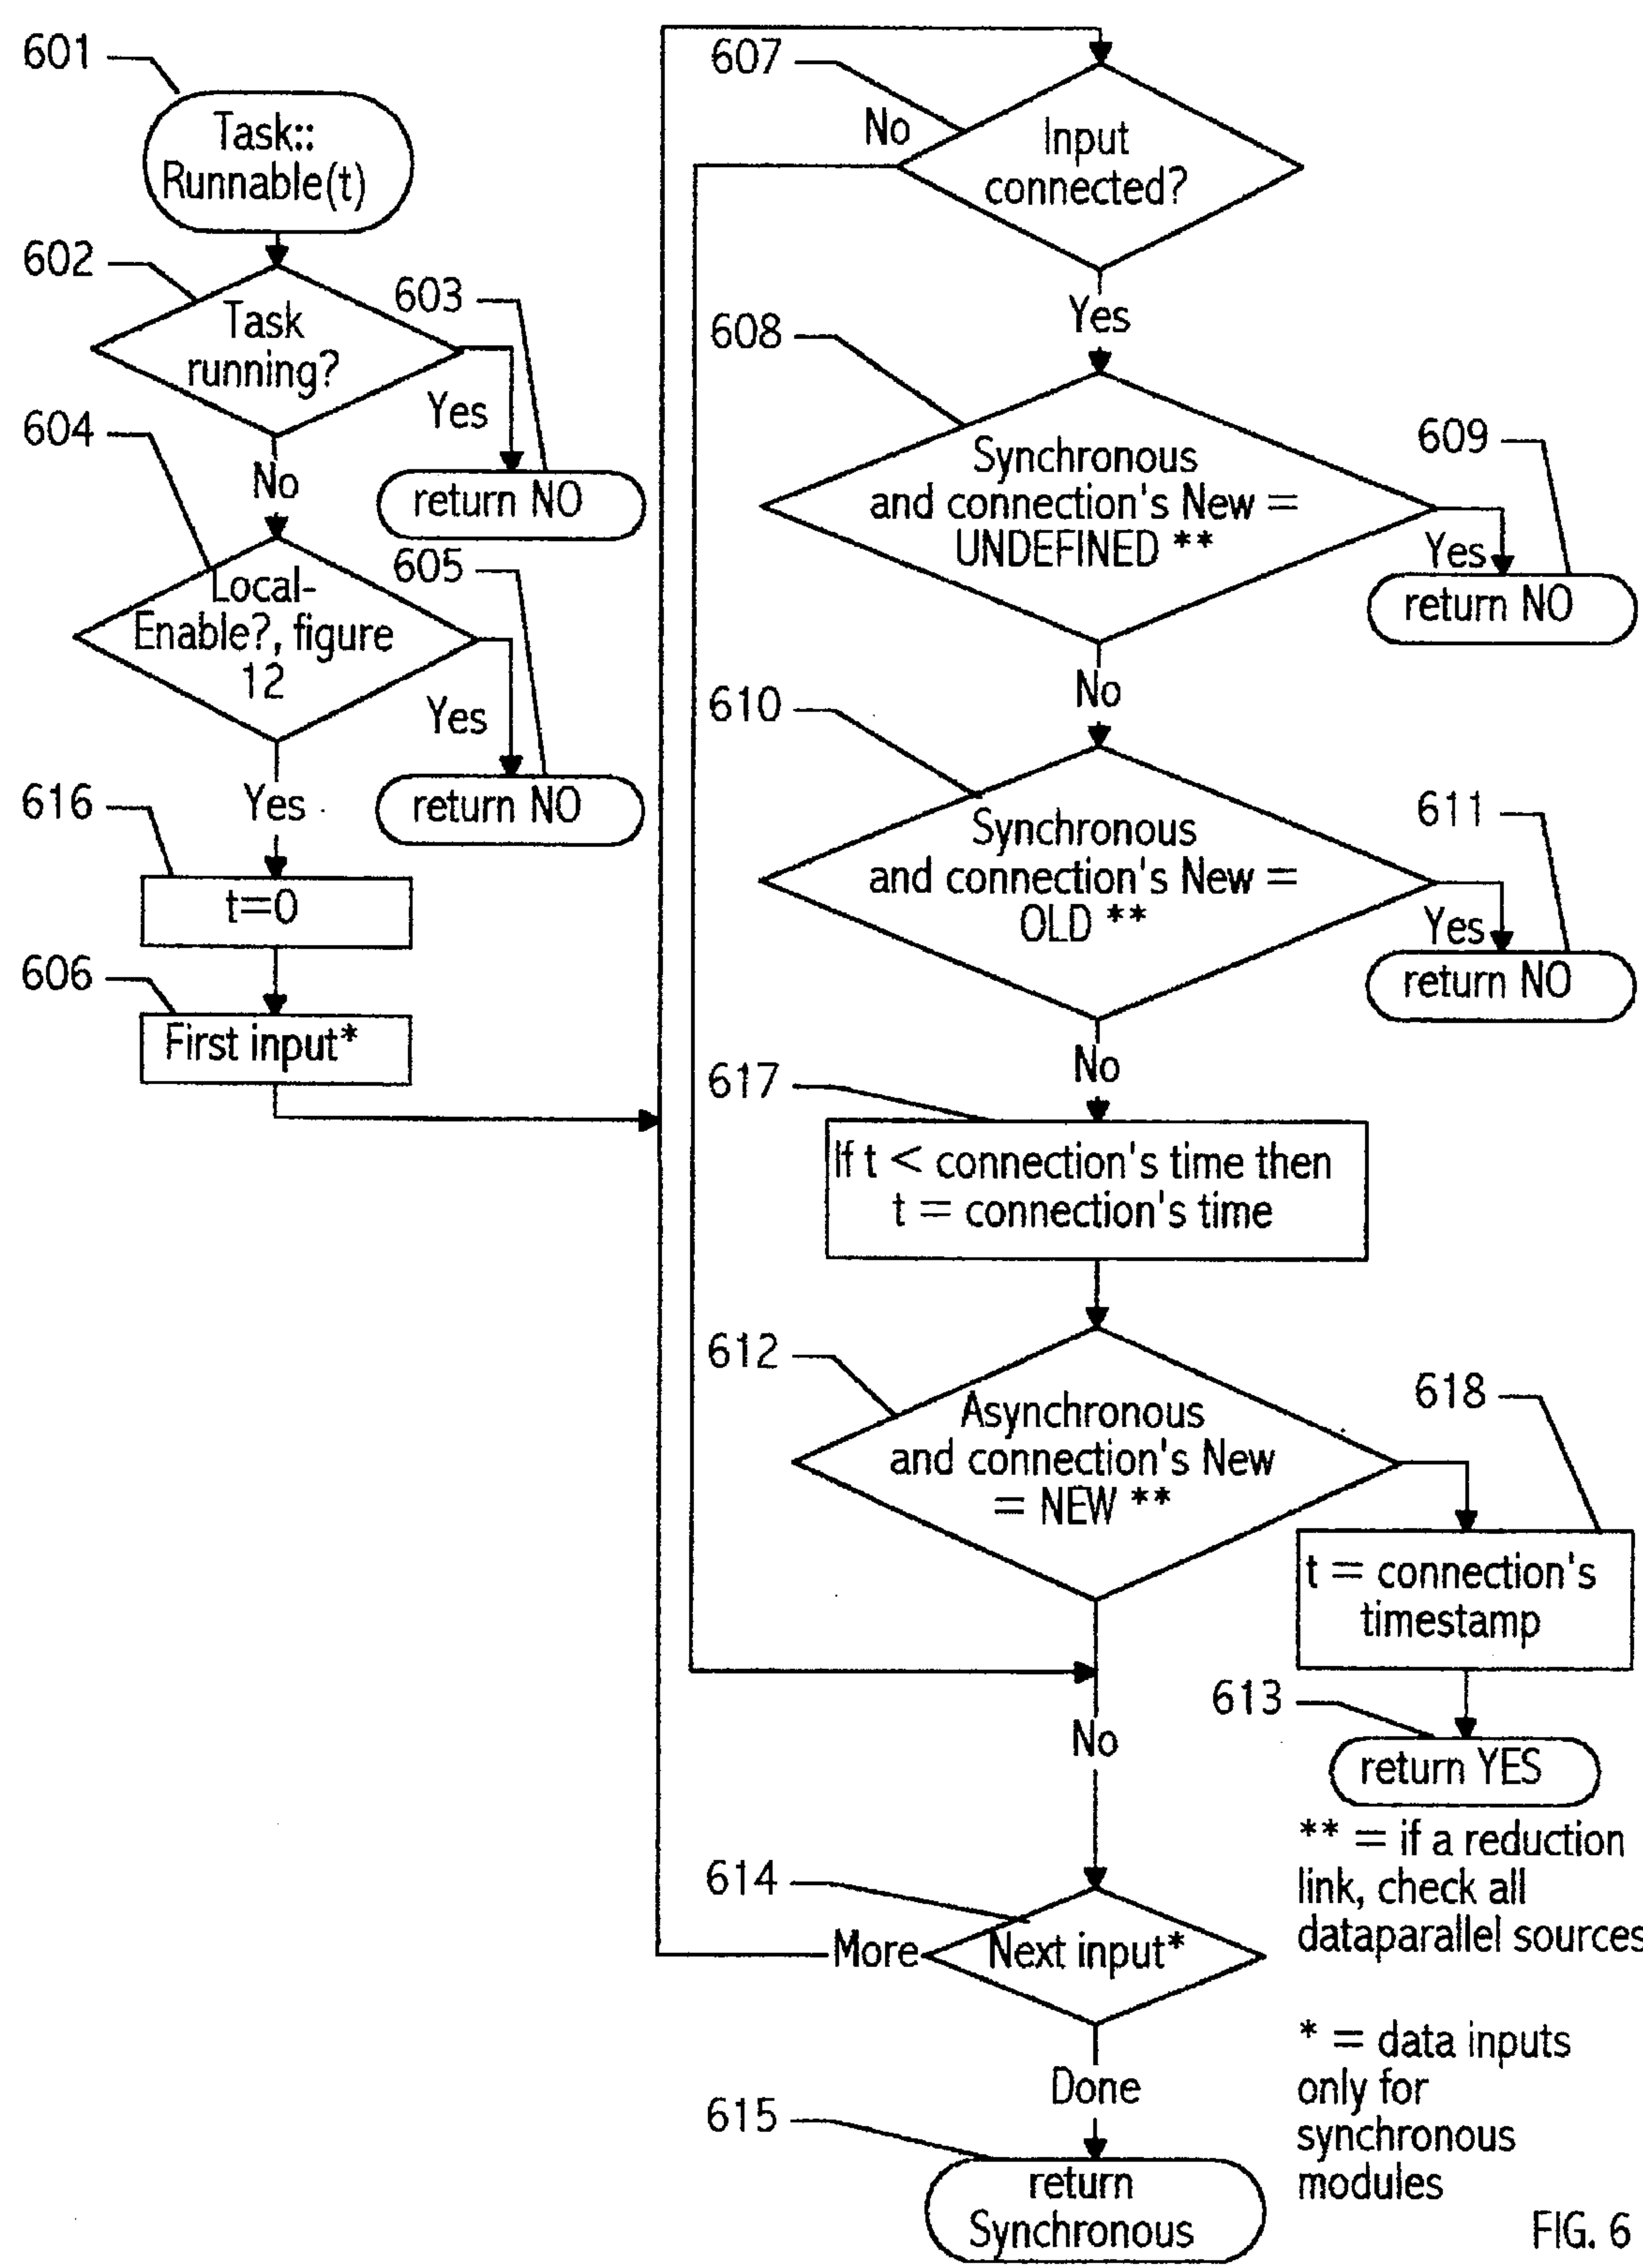 601
Task::
Runnable(t)
602
Task
running?
603
Yes
return NO
No
604
Local-
Enable?, figure
12
605
Yes
return NO
Yes
616
t=0
606
First input*
607
No
Input
connected?
Yes
608
Synchronous
and connection's New =
UNDEFINED **
609
Yes
return NO
No
610
Synchronous
and connection's New =
OLD **
611
Yes
return NO
No
617
If t < connection's time then
t = connection's time
612
Asynchronous
and connection's New
= NEW **
618
t = connection's
timestamp
613
return YES
No
614
More
Next input*
Done
615
return
Synchronous
** = if a reduction
link, check all
dataparallel sources
* = data inputs
only for
synchronous
modules
FIG. 6